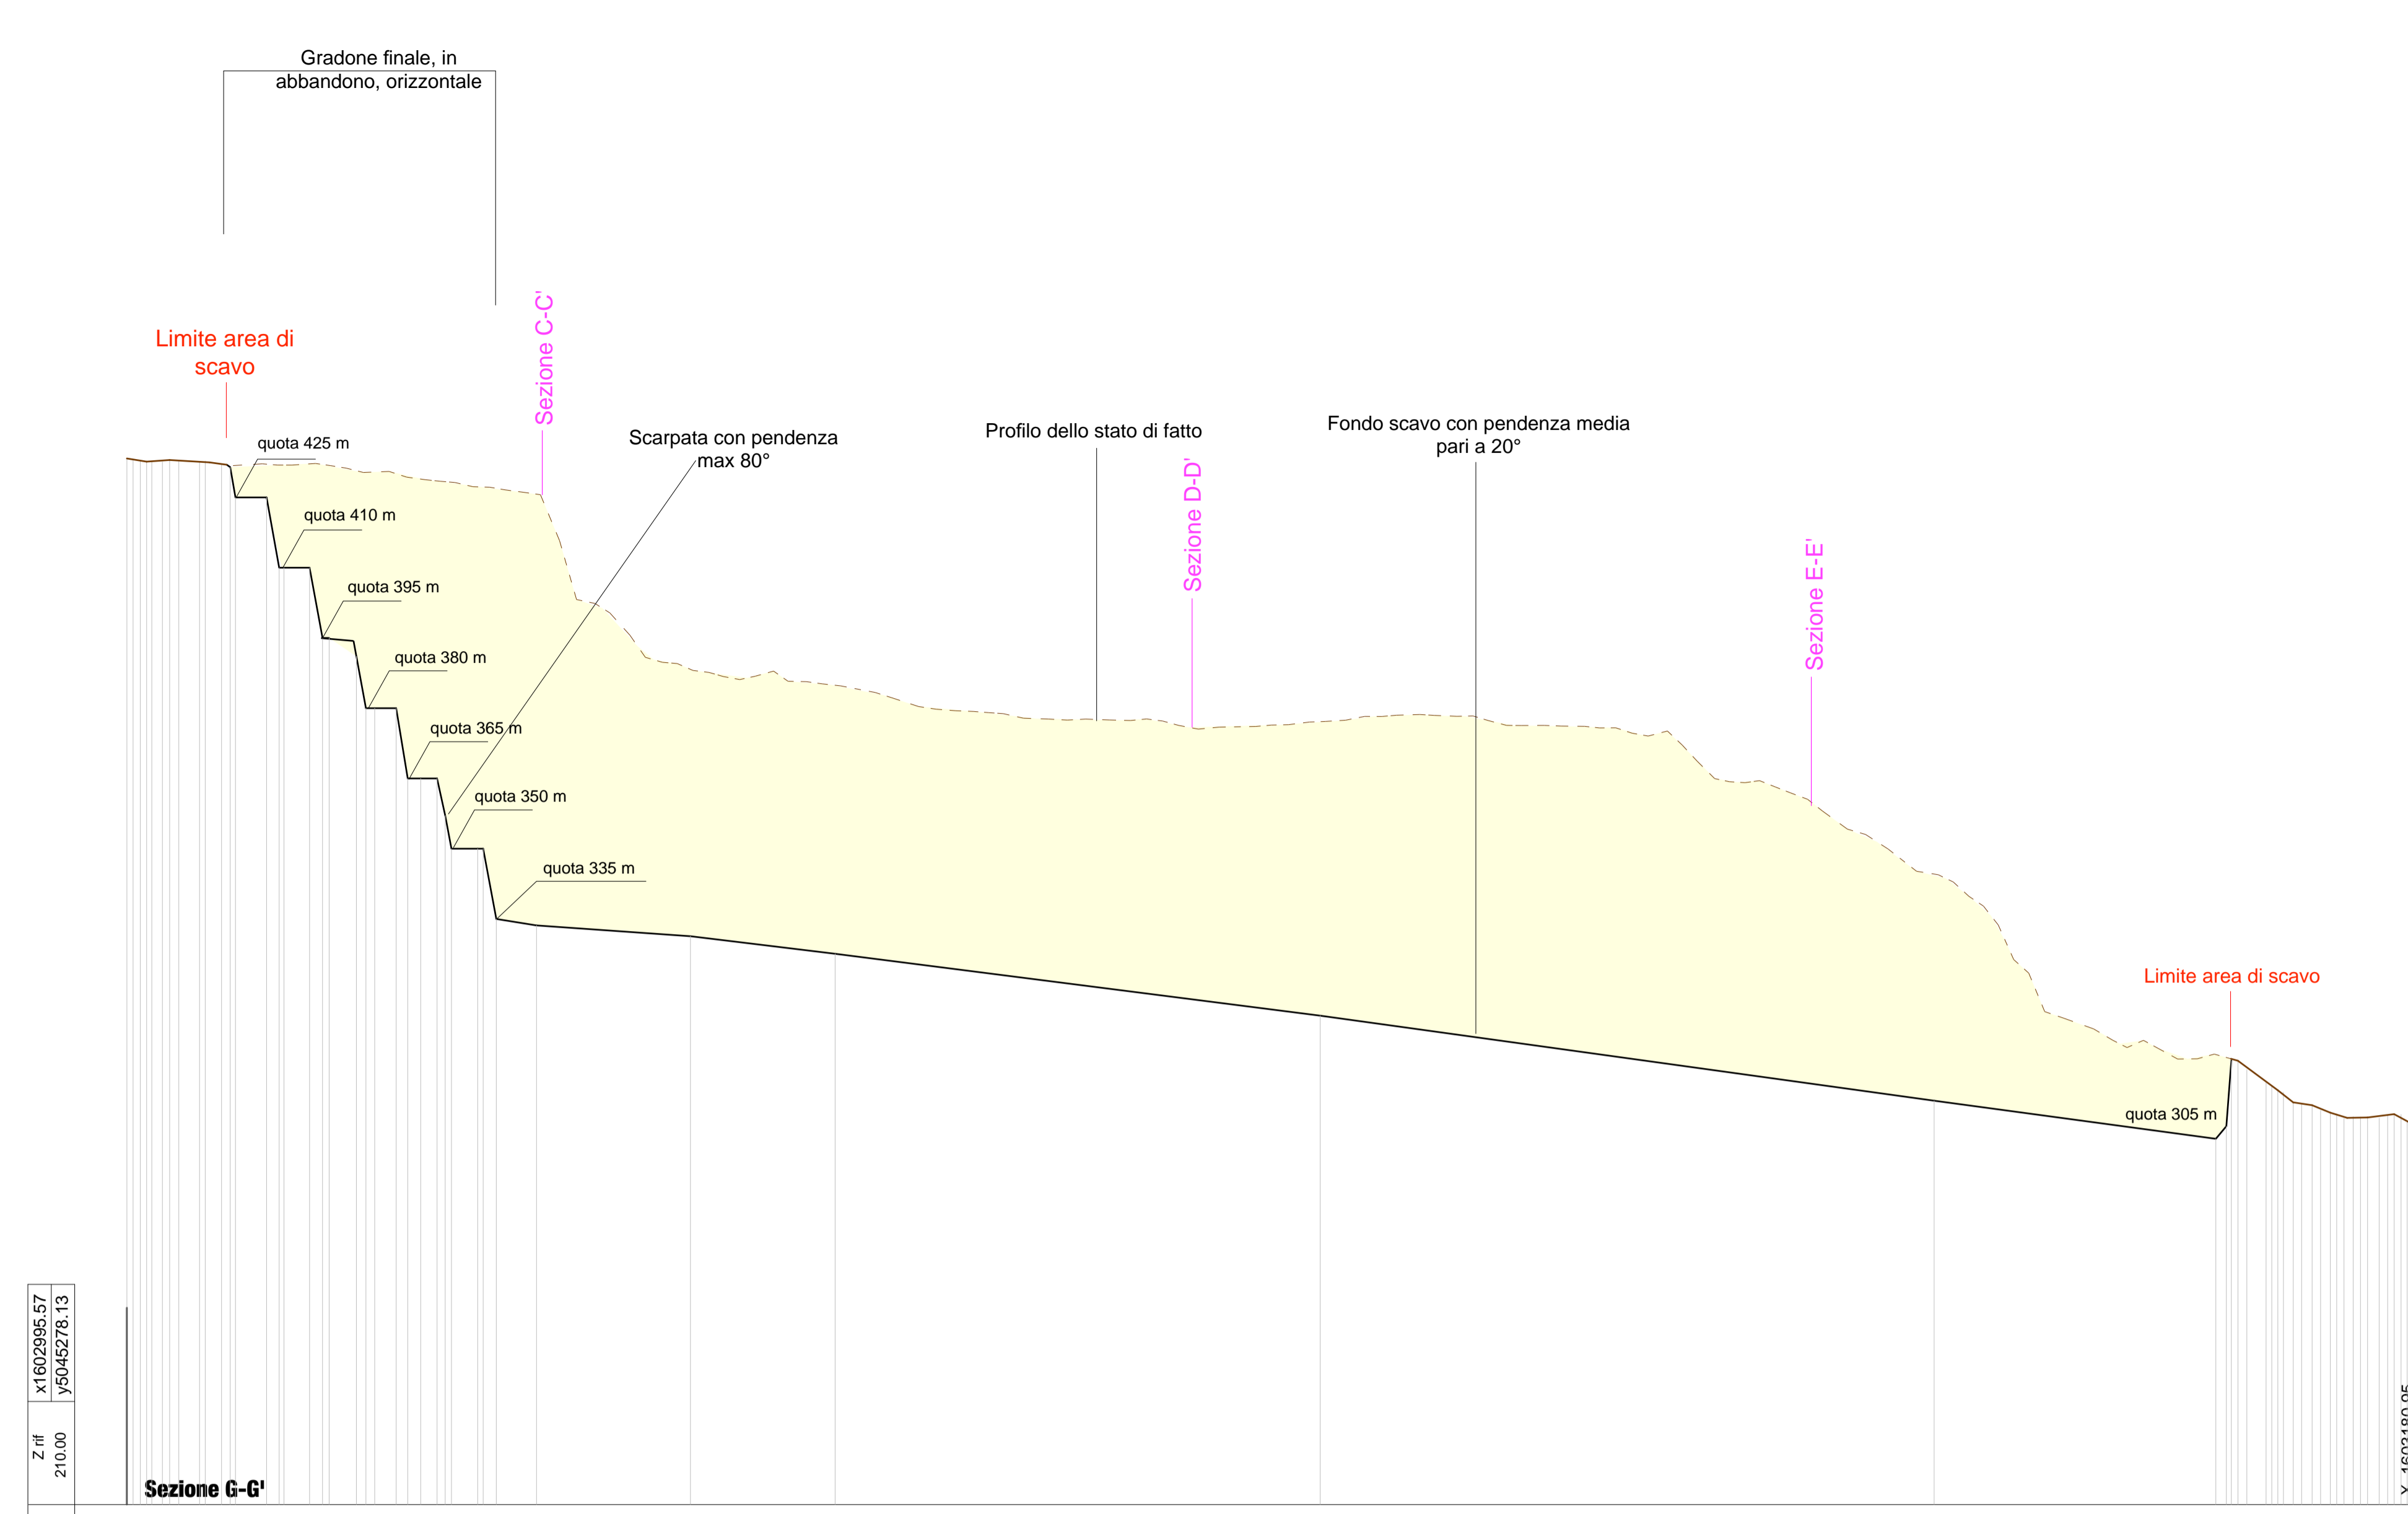 Gradone finale, in
abbandono, orizzontale
Limite area di
scavo
Sezione C-C'
quota 425 m
Scarpata con pendenza
max 80°
Profilo dello stato di fatto
Fondo scavo con pendenza media
pari a 20°
Sezione D-D'
quota 410 m
Sezione E-E'
quota 395 m
quota 380 m
quota 365 m
quota 350 m
quota 335 m
Limite area di scavo
quota 305 m
x1602995.57
y5045278.13
Z rif
210.00
Sezione G-G'